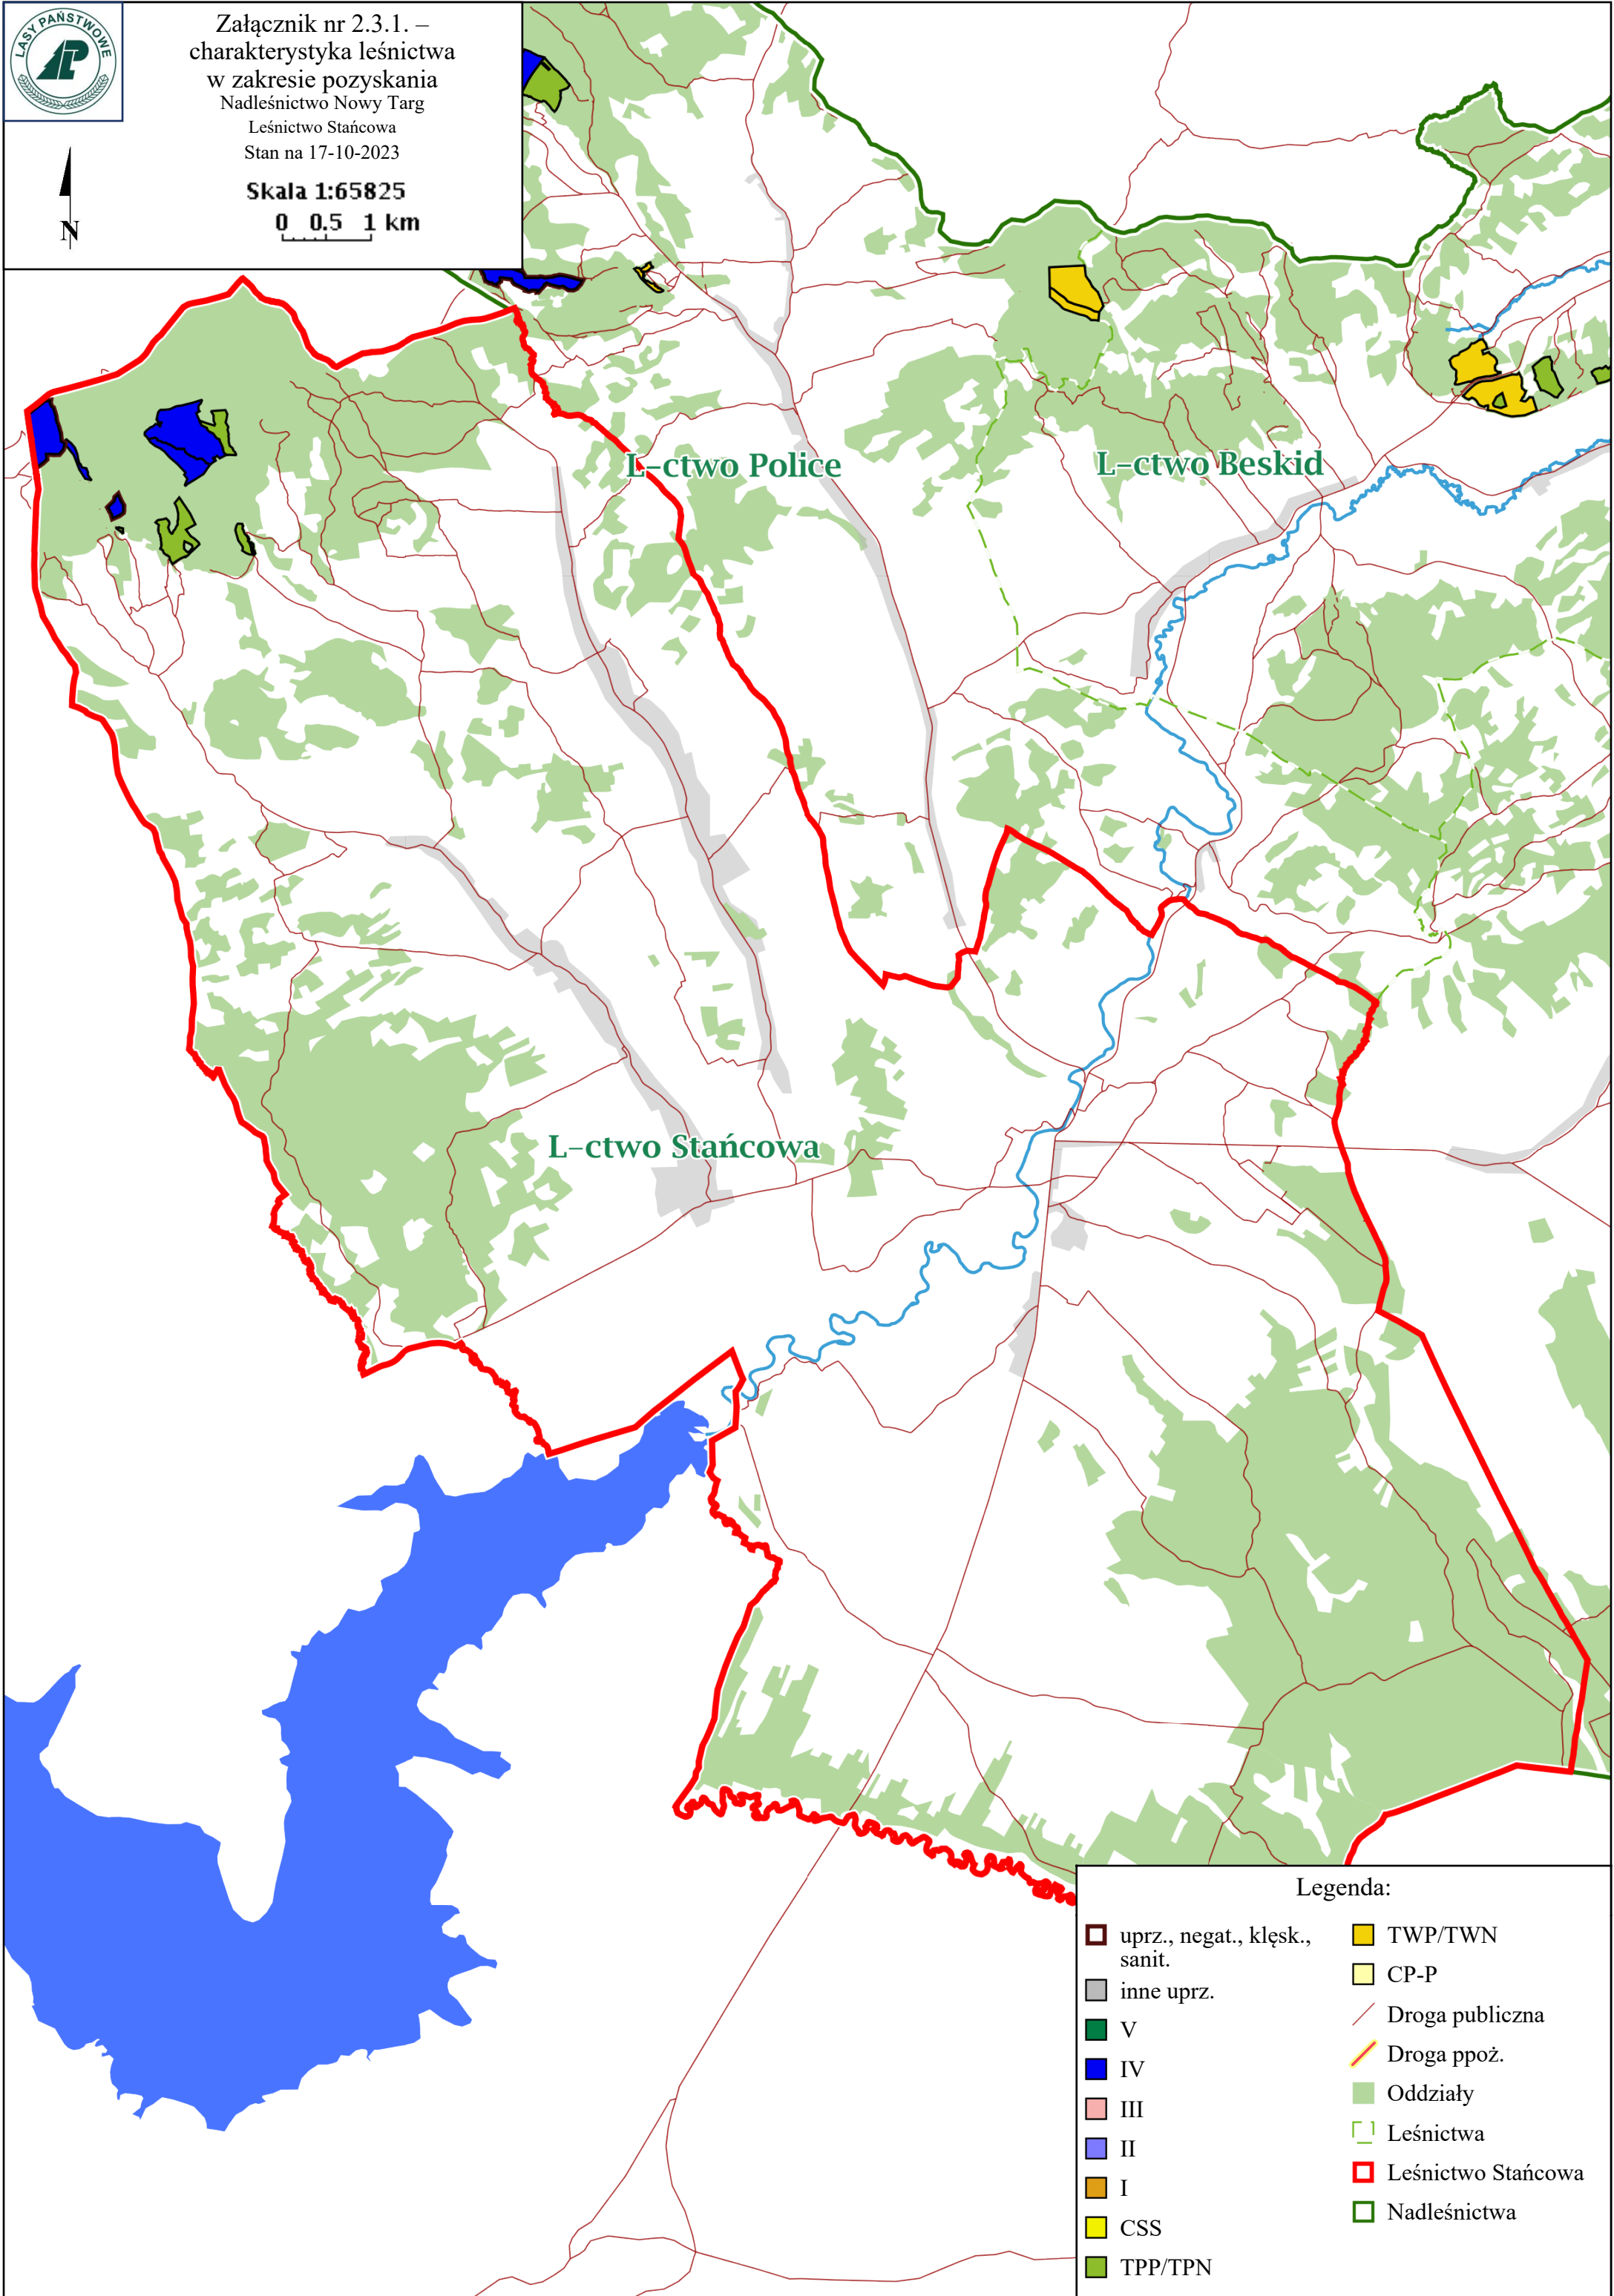 LASY PAŃSTWOWE
Załącznik nr 2.3.1. –
charakterystyka leśnictwa
w zakresie pozyskania
Nadleśnictwo Nowy Targ
Leśnictwo Stańcowa
Stan na 17-10-2023
Skala 1:65825
0 0.5 1 km
N
L-ctwo Police
L-ctwo Beskid
L-ctwo Stańcowa
Legenda:
uprz., negat., klęsk.,
sanit.
inne uprz.
V
IV
III
II
I
CSS
TPP/TPN
TWP/TWN
CP-P
Droga publiczna
Droga ppoż.
Oddziały
Leśnictwa
Leśnictwo Stańcowa
Nadleśnictwa